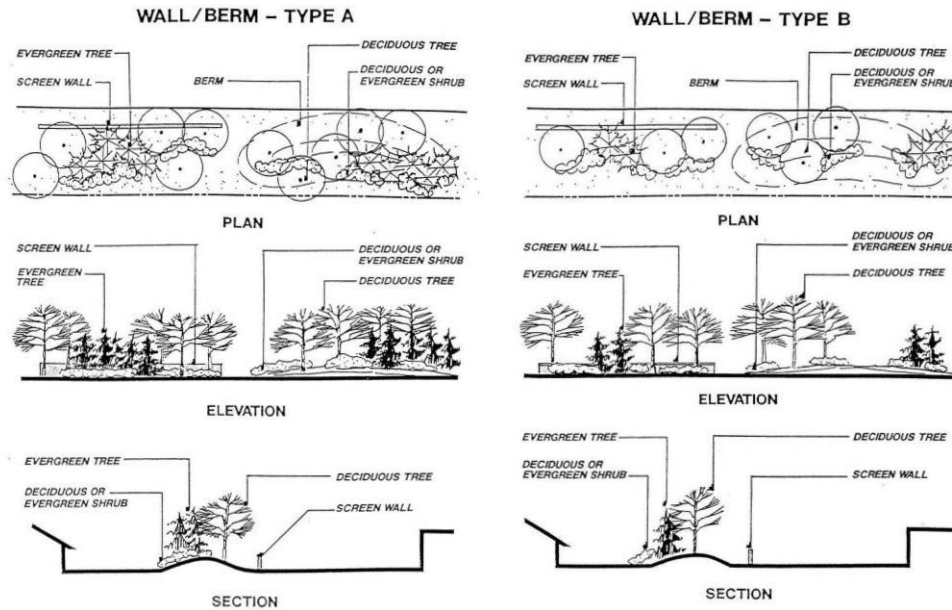 WALL/BERM – TYPE A
EVERGREEN TREE
SCREEN WALL
BERM
DECIDUOUS TREE
DECIDUOUS OR
EVERGREEN SHRUB
PLAN
SCREEN WALL
EVERGREEN
TREE
DECIDUOUS OR
EVERGREEN SHRUB
DECIDUOUS TREE
ELEVATION
EVERGREEN TREE
DECIDUOUS OR
EVERGREEN SHRUB
DECIDUOUS TREE
SCREEN WALL
SECTION
WALL/BERM – TYPE B
EVERGREEN TREE
SCREEN WALL
BERM
DECIDUOUS TREE
DECIDUOUS OR
EVERGREEN SHRUB
PLAN
SCREEN WALL
EVERGREEN TREE
DECIDUOUS OR
EVERGREEN SHRUB
DECIDUOUS TREE
ELEVATION
EVERGREEN TREE
DECIDUOUS OR
EVERGREEN SHRUB
DECIDUOUS TREE
SCREEN WALL
SECTION